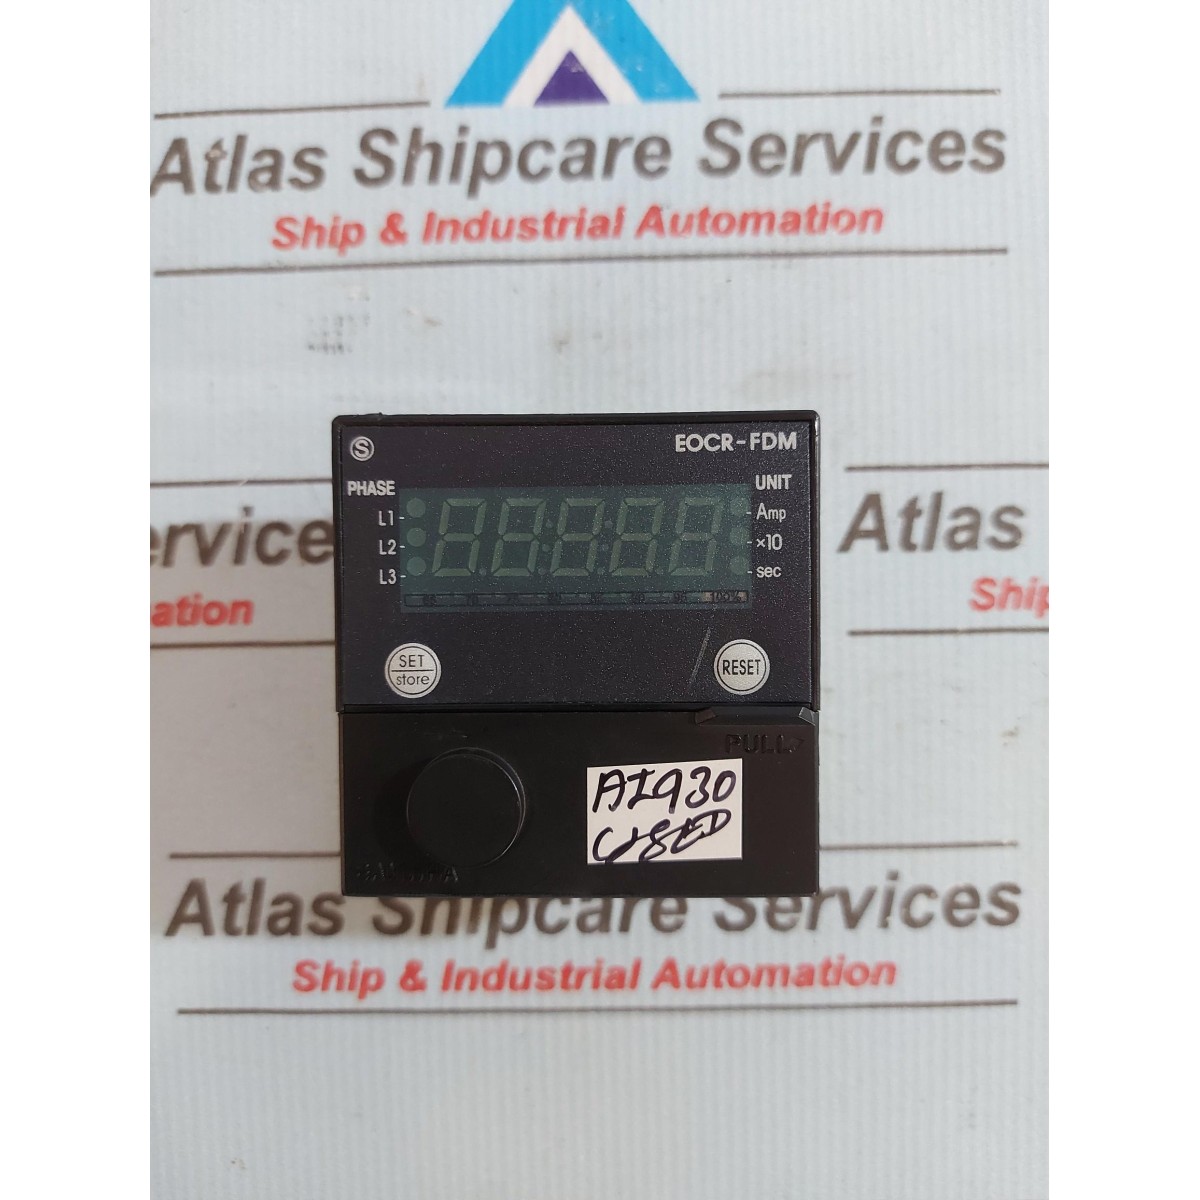 Atlas Shipcare Services
Ship & Industrial Automation
S
EOCR-FDM
PHASE
UNIT
L1
Amp
L2
×10
L3
sec
100%
SET
store
RESET
PULL
AI930
USED
ervice
Atlas
ation
Ship
Atlas Shipcare Services
Ship & Industrial Automation